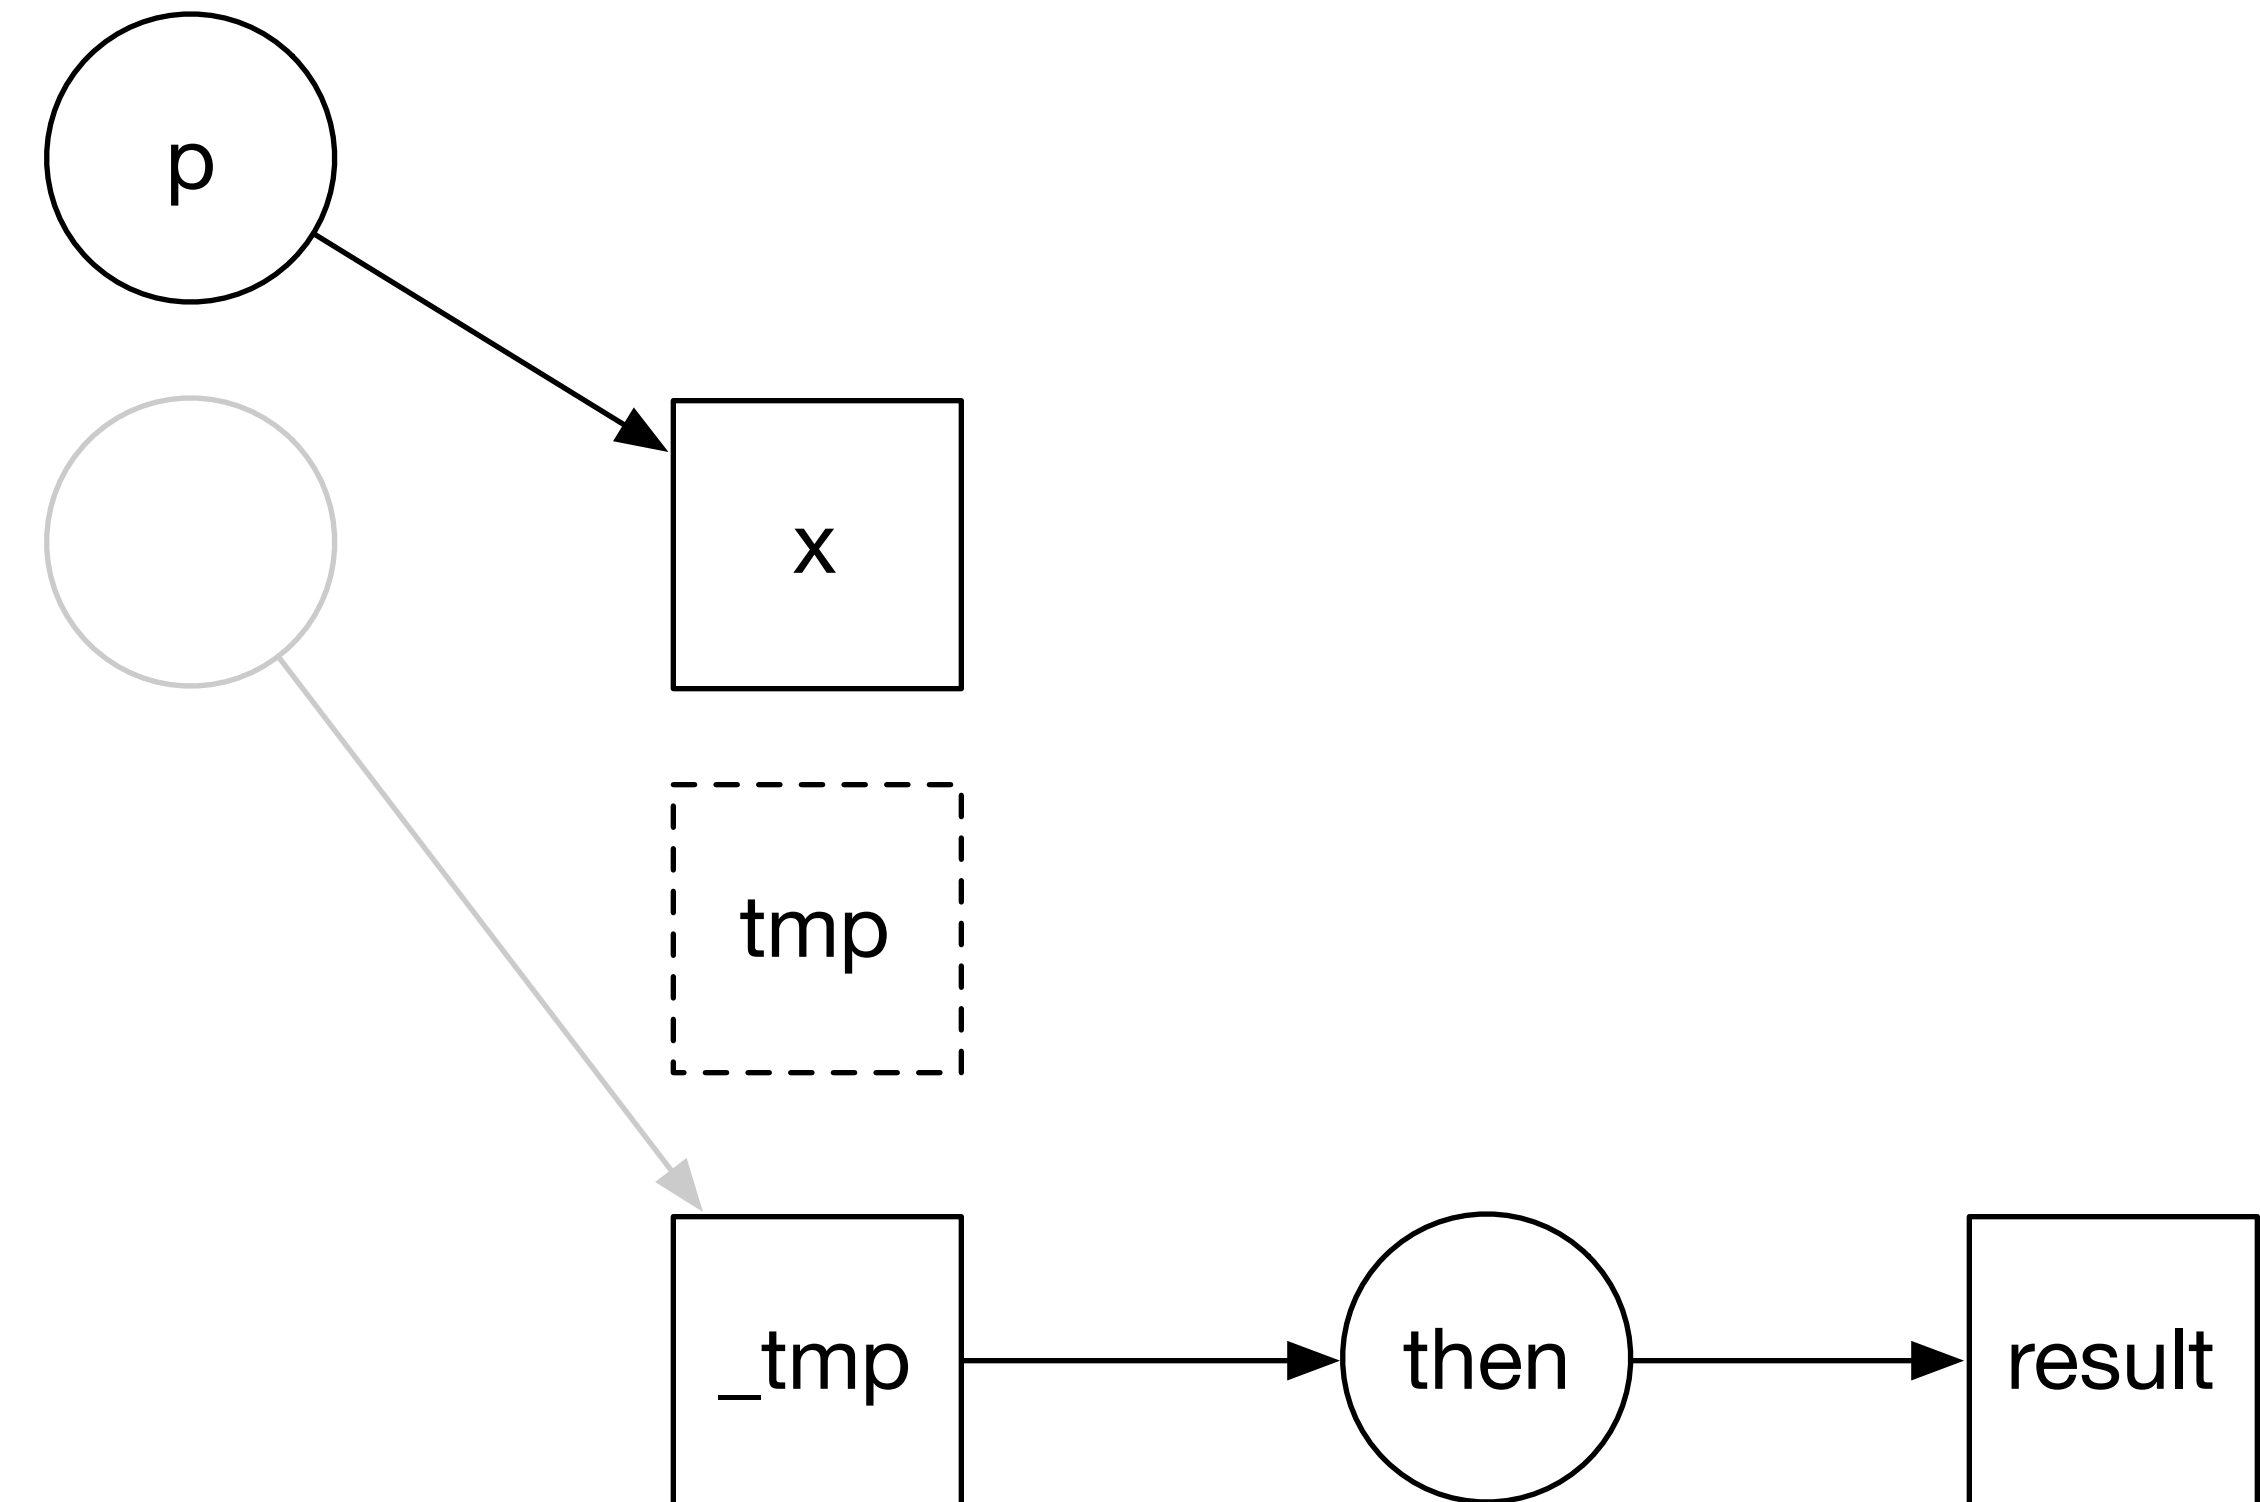 p
x
tmp
_tmp
then
result